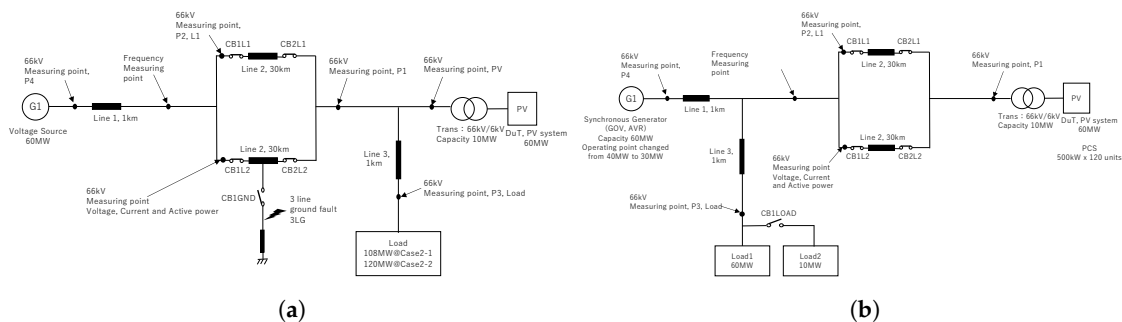 66kV
Measuring point,
P2, L1
CB1L1
CB2L1
Line 2, 30km
66kV
Measuring point,
P4
Frequency
Measuring
point
66kV
Measuring point, P1
66kV
Measuring point, PV
G1
Voltage Source
60MW
Line 1, 1km
PV
Trans：66kV/6kV
Capacity 10MW
DuT, PV system
60MW
Line 2, 30km
CB1L2
CB2L2
Line 3,
1km
66kV
Measuring point
Voltage, Current and Active power
CB1GND
3 line
ground fault
3LG
66kV
Measuring point, P3, Load
Load
108MW@Case2-1
120MW@Case2-2
(a)
66kV
Measuring point,
P2, L1
CB1L1
CB2L1
Line 2, 30km
66kV
Measuring point,
P4
Frequency
Measuring
point
66kV
Measuring point, P1
G1
Synchronous Generator
(GOV, AVR)
Capacity 60MW
Operating point changed
from 40MW to 30MW
Line 1, 1km
PV
Trans：66kV/6kV
Capacity 10MW
DuT, PV system
60MW
PCS
500kW x 120 units
Line 3,
1km
Line 2, 30km
CB1L2
CB2L2
66kV
Measuring point
Voltage, Current
and Active power
66kV
Measuring point, P3, Load
CB1LOAD
Load1
60MW
Load2
10MW
(b)